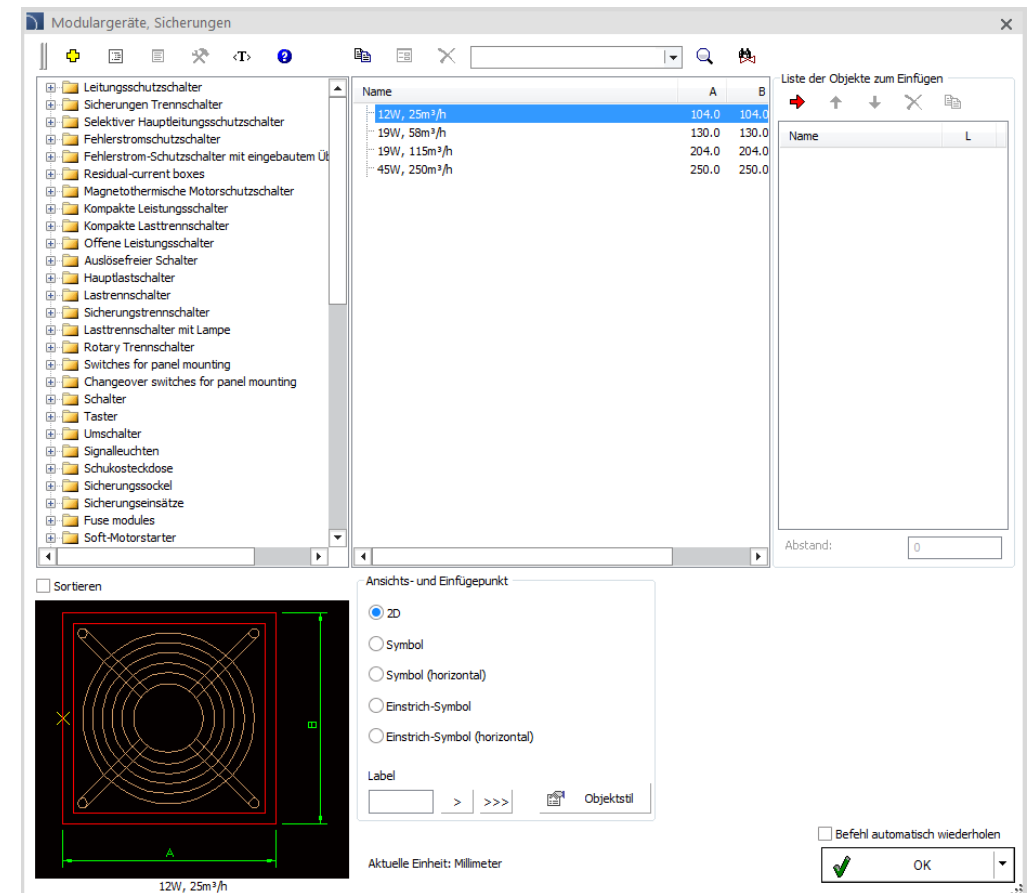 Modulargeräte, Sicherungen
<T>
Leitungsschutzschalter
Sicherungen Trennschalter
Selektiver Hauptleitungsschutzschalter
Fehlerstromschutzschalter
Fehlerstrom-Schutzschalter mit eingebautem Üt
Residual-current boxes
Magnetothermische Motorschutzschalter
Kompakte Leistungsschalter
Kompakte Lasttrennschalter
Offene Leistungsschalter
Auslösefreier Schalter
Hauptlastschalter
Lastrennschalter
Sicherungstrennschalter
Lasttrennschalter mit Lampe
Rotary Trennschalter
Switches for panel mounting
Changeover switches for panel mounting
Schalter
Taster
Umschalter
Signalleuchten
Schukosteckdose
Sicherungssockel
Sicherungseinsätze
Fuse modules
Soft-Motorstarter
Name A B
12W, 25m³/h 104.0 104.0
19W, 58m³/h 130.0 130.0
19W, 115m³/h 204.0 204.0
45W, 250m³/h 250.0 250.0
Liste der Objekte zum Einfügen
Name L
Abstand: 0
Sortieren
B
A
12W, 25m³/h
Ansichts- und Einfügepunkt
2D
Symbol
Symbol (horizontal)
Einstrich-Symbol
Einstrich-Symbol (horizontal)
Label
> >>> Objektstil
Aktuelle Einheit: Millimeter
Befehl automatisch wiederholen
OK